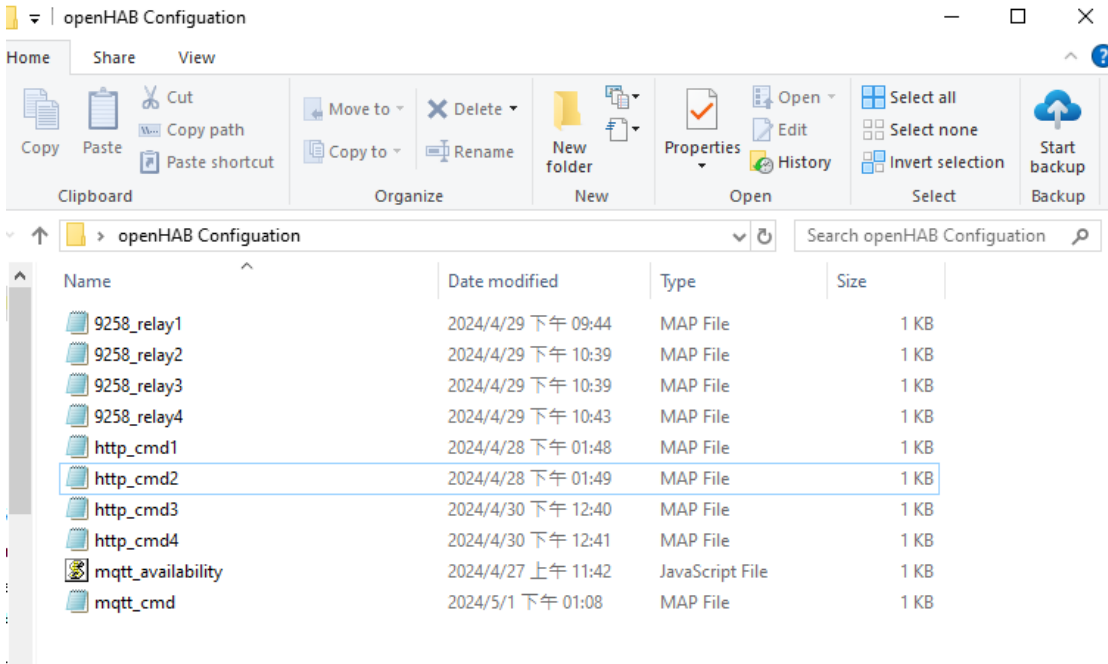 openHAB Configuation
Home Share View
Copy
Paste
Cut
Copy path
Paste shortcut
Clipboard
Move to
Copy to
Delete
Rename
Organize
New folder
New
Properties
Open
Edit
History
Open
Select all
Select none
Invert selection
Select
Start backup
Backup
openHAB Configuation
Search openHAB Configuation
Name Date modified Type Size
9258_relay1 2024/4/29 下午 09:44 MAP File 1 KB
9258_relay2 2024/4/29 下午 10:39 MAP File 1 KB
9258_relay3 2024/4/29 下午 10:39 MAP File 1 KB
9258_relay4 2024/4/29 下午 10:43 MAP File 1 KB
http_cmd1 2024/4/28 下午 01:48 MAP File 1 KB
http_cmd2 2024/4/28 下午 01:49 MAP File 1 KB
http_cmd3 2024/4/30 下午 12:40 MAP File 1 KB
http_cmd4 2024/4/30 下午 12:41 MAP File 1 KB
mqtt_availability 2024/4/27 上午 11:42 JavaScript File 1 KB
mqtt_cmd 2024/5/1 下午 01:08 MAP File 1 KB